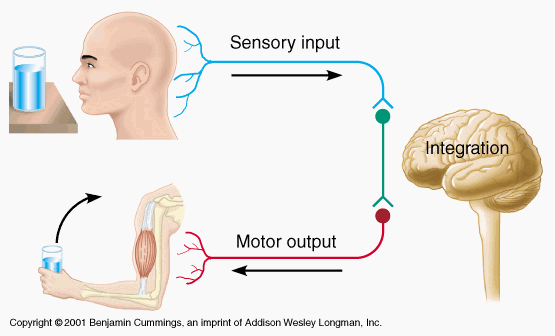 Sensory input
Integration
Motor output
Copyright © 2001 Benjamin Cummings, an imprint of Addison Wesley Longman, Inc.